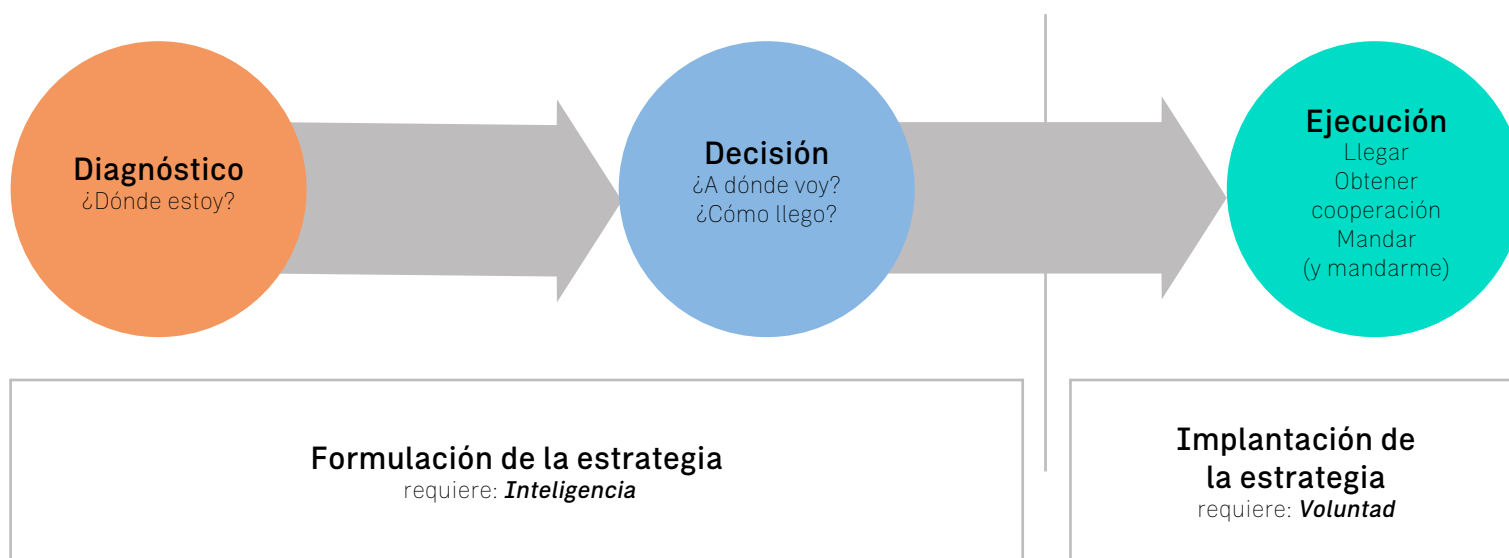 Diagnóstico
¿Dónde estoy?
Decisión
¿A dónde voy?
¿Cómo llego?
Ejecución
Llegar
Obtener
cooperación
Mandar
(y mandarme)
Formulación de la estrategia
requiere: Inteligencia
Implantación de
la estrategia
requiere: Voluntad